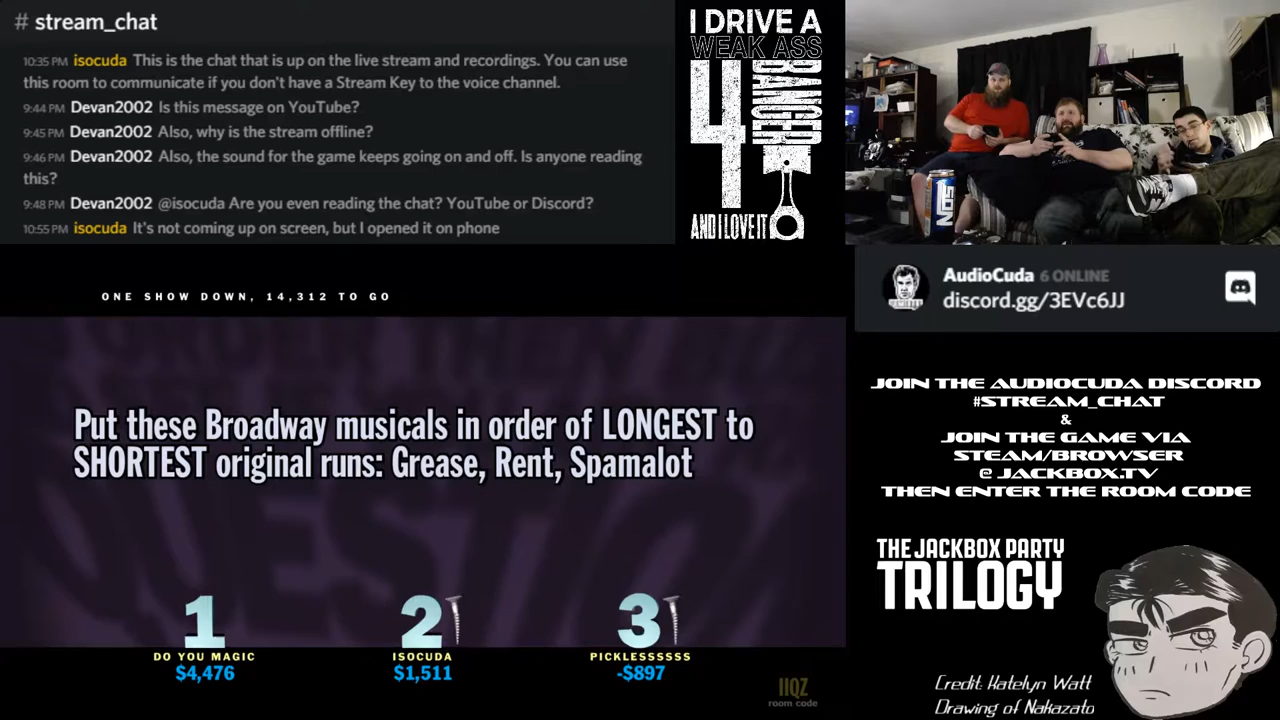 # stream_chat
10:35 PM isocuda This is the chat that is up on the live stream and recordings. You can use
this room to communicate if you don't have a Stream Key to the voice channel.
9:44 PM Devan2002 Is this message on YouTube?
9:45 PM Devan2002 Also, why is the stream offline?
9:46 PM Devan2002 Also, the sound for the game keeps going on and off. Is anyone reading
this?
9:48 PM Devan2002 @isocuda Are you even reading the chat? YouTube or Discord?
10:55 PM isocuda It's not coming up on screen, but I opened it on phone
I DRIVE A
WEAK ASS
4
BANGER
AND I LOVE IT
NOS
AudioCuda 6 ONLINE
discord.gg/3EVc6JJ
ONE SHOW DOWN, 14,312 TO GO
Put these Broadway musicals in order of LONGEST to
SHORTEST original runs: Grease, Rent, Spamalot
1
DO YOU MAGIC
$4,476
2
ISOCUDA
$1,511
3
PICKLESSSSSS
-$897
IIQZ
room code
JOIN THE AUDIOCUDA DISCORD
#STREAM_CHAT
&
JOIN THE GAME VIA
STEAM/BROWSER
@ JACKBOX.TV
THEN ENTER THE ROOM CODE
THE JACKBOX PARTY
TRILOGY
Credit: Katelyn Watt
Drawing of Nakazato